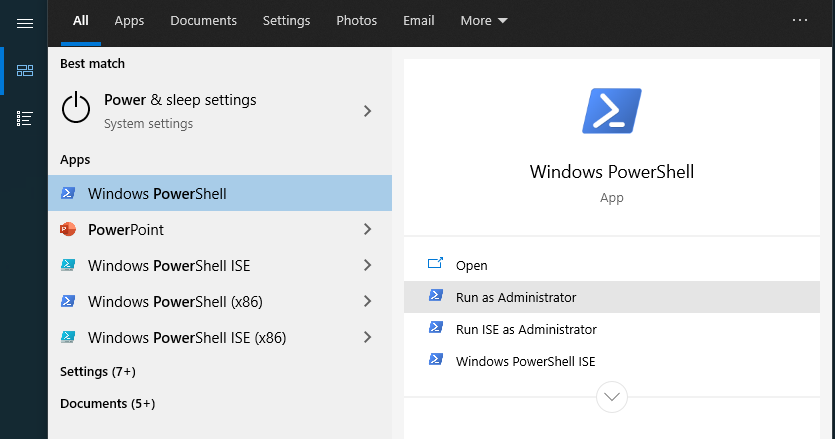 All Apps Documents Settings Photos Email More
Best match
Power & sleep settings
System settings
Apps
Windows PowerShell
PowerPoint
Windows PowerShell ISE
Windows PowerShell (x86)
Windows PowerShell ISE (x86)
Settings (7+)
Documents (5+)
Windows PowerShell
App
Open
Run as Administrator
Run ISE as Administrator
Windows PowerShell ISE